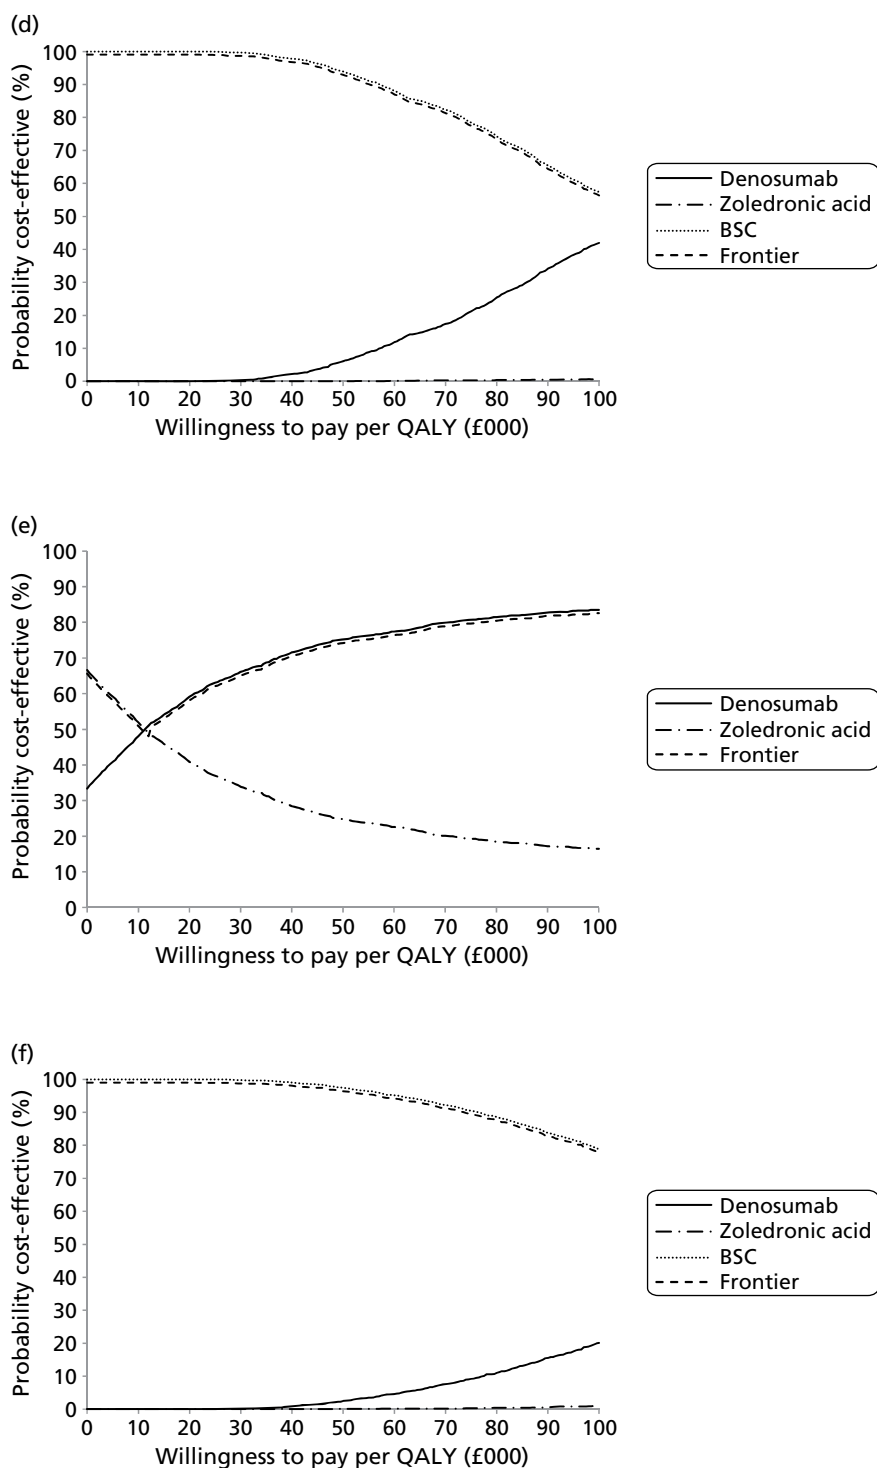 (d)
100
90
80
70
60
50
40
30
20
10
0
Probability cost-effective (%)
0 10 20 30 40 50 60 70 80 90 100
Willingness to pay per QALY (£000)
Denosumab
Zoledronic acid
BSC
Frontier
(e)
100
90
80
70
60
50
40
30
20
10
0
Probability cost-effective (%)
0 10 20 30 40 50 60 70 80 90 100
Willingness to pay per QALY (£000)
Denosumab
Zoledronic acid
Frontier
(f)
100
90
80
70
60
50
40
30
20
10
0
Probability cost-effective (%)
0 10 20 30 40 50 60 70 80 90 100
Willingness to pay per QALY (£000)
Denosumab
Zoledronic acid
BSC
Frontier